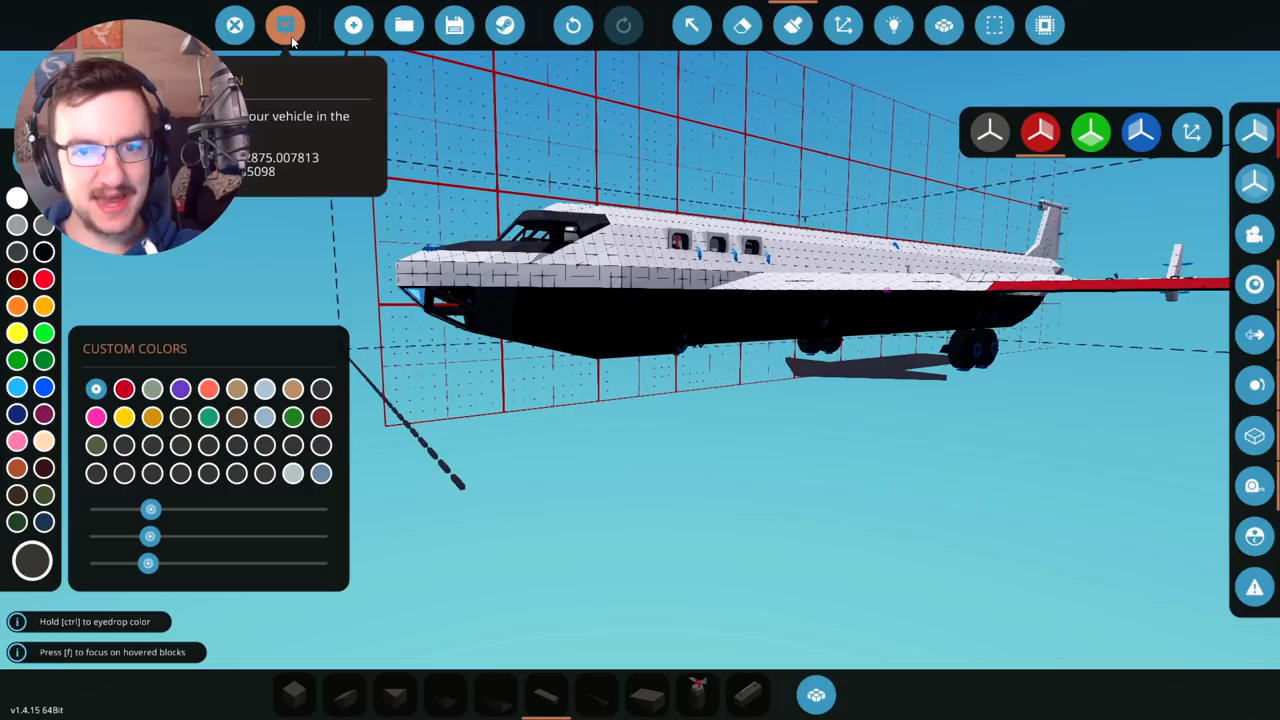 our vehicle in the
2875.007813
5098
CUSTOM COLORS
Hold [ctrl] to eyedrop color
Press [f] to focus on hovered blocks
v1.4.15 64Bit